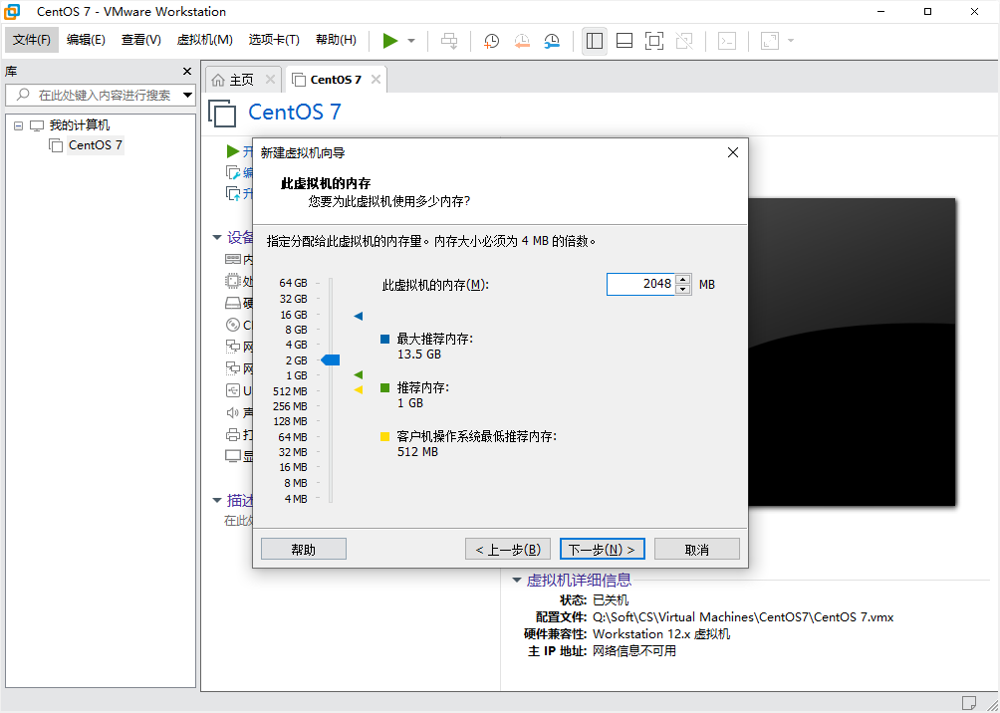 CentOS 7 - VMware Workstation
文件(F) 编辑(E) 查看(V) 虚拟机(M) 选项卡(T) 帮助(H)
库
在此处键入内容进行搜索
我的计算机
CentOS 7
主页
CentOS 7
CentOS 7
开
编
升
设备
内
处
硬
网
网
声
打
显
描述
在此
新建虚拟机向导
此虚拟机的内存
您要为此虚拟机使用多少内存?
指定分配给此虚拟机的内存量。内存大小必须为 4 MB 的倍数。
64 GB
32 GB
16 GB
8 GB
4 GB
2 GB
1 GB
512 MB
256 MB
128 MB
64 MB
32 MB
16 MB
8 MB
4 MB
此虚拟机的内存(M): 2048 MB
最大推荐内存:
13.5 GB
推荐内存:
1 GB
客户机操作系统最低推荐内存:
512 MB
帮助 < 上一步(B) 下一步(N) > 取消
虚拟机详细信息
状态: 已关机
配置文件: Q:\Soft\CS\Virtual Machines\CentOS7\CentOS 7.vmx
硬件兼容性: Workstation 12.x 虚拟机
主 IP 地址: 网络信息不可用